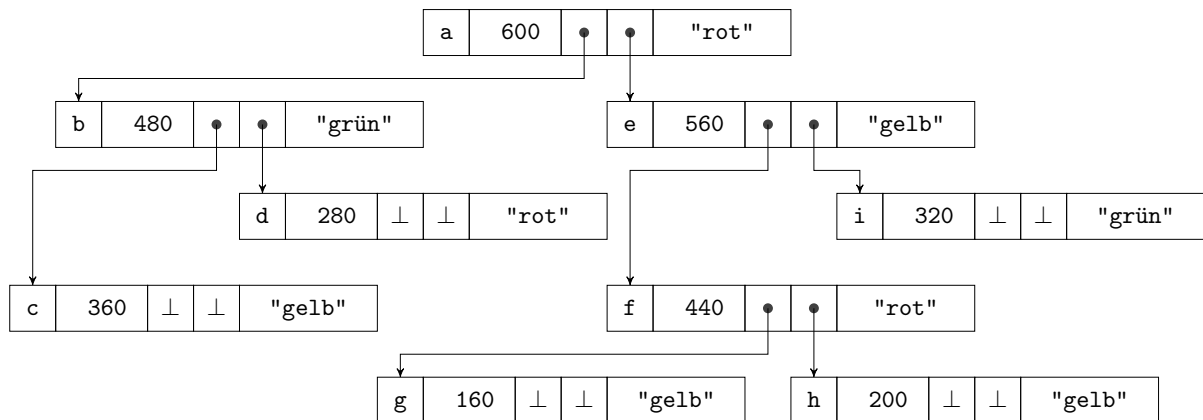 a 600 "rot"
b 480 "grün"
e 560 "gelb"
d 280 ⊥ ⊥ "rot"
i 320 ⊥ ⊥ "grün"
c 360 ⊥ ⊥ "gelb"
f 440 "rot"
g 160 ⊥ ⊥ "gelb"
h 200 ⊥ ⊥ "gelb"